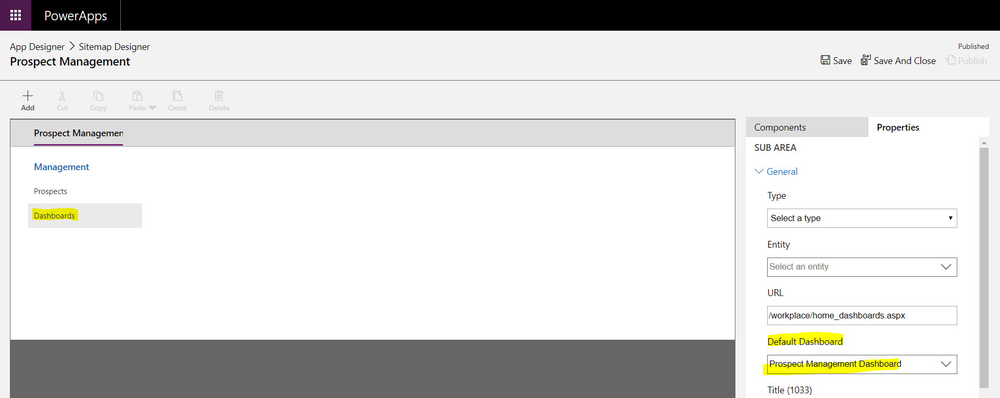 PowerApps
App Designer > Sitemap Designer
Prospect Management
Published
Save Save And Close Publish
Add Cut Copy Paste Clone Delete
Prospect Managemen
Management
Prospects
Dashboards
Components Properties
SUB AREA
General
Type
Select a type
Entity
Select an entity
URL
/workplace/home_dashboards.aspx
Default Dashboard
Prospect Management Dashboard
Title (1033)